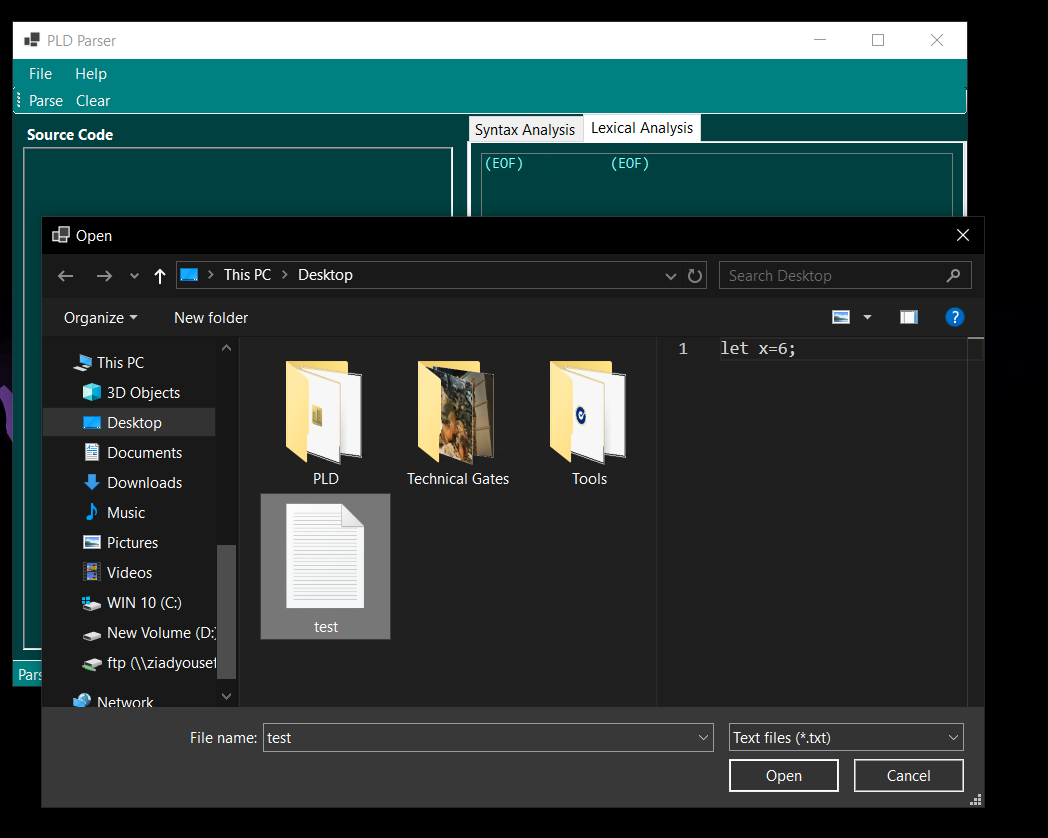 PLD Parser
File Help
Parse Clear
Source Code
Syntax Analysis Lexical Analysis
(EOF) (EOF)
Open
This PC > Desktop
Search Desktop
Organize New folder
?
This PC
3D Objects
Desktop
Documents
Downloads
Music
Pictures
Videos
WIN 10 (C:)
New Volume (D:
ftp (\\ziadyousef
Network
PLD
Technical Gates
Tools
test
1 let x=6;
Pars
File name: test
Text files (*.txt)
Open Cancel